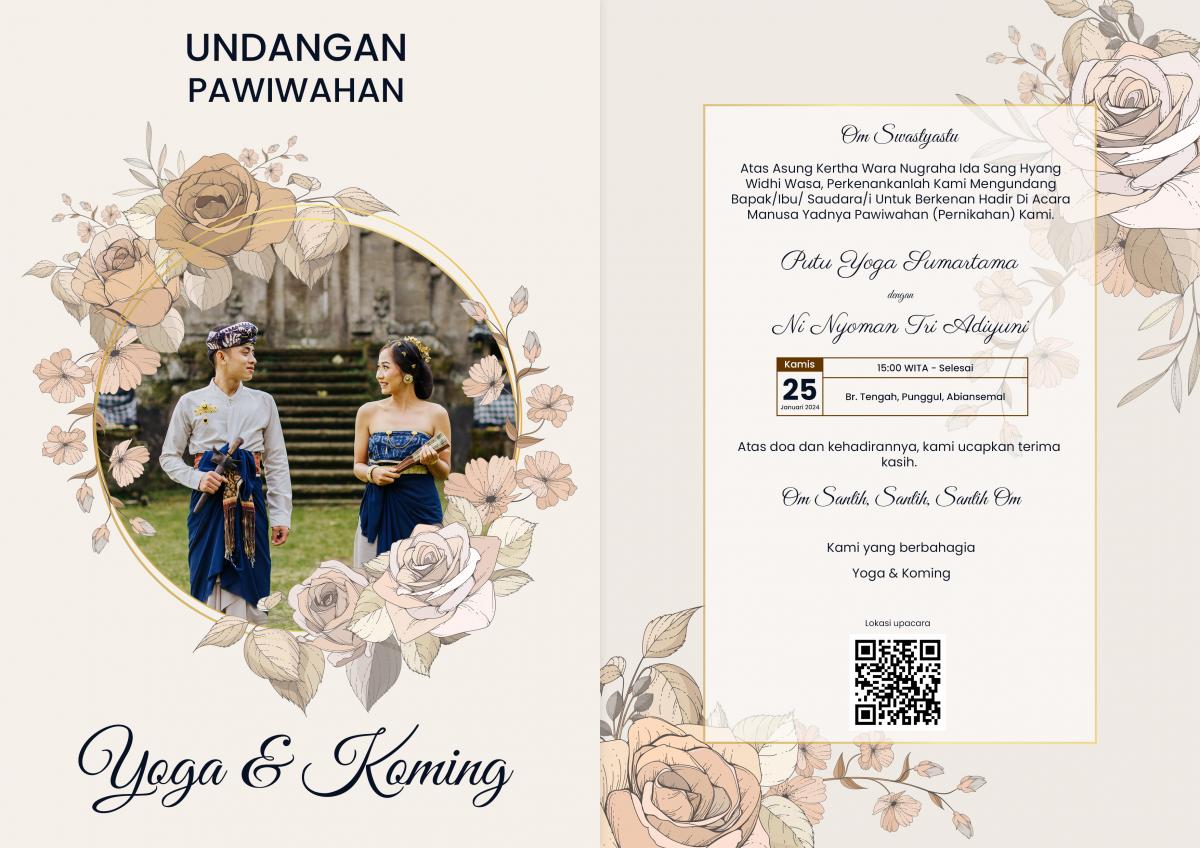 UNDANGAN
PAWIWAHAN
Yoga & Koming
Om Swastyastu
Atas Asung Kertha Wara Nugraha Ida Sang Hyang
Widhi Wasa, Perkenankanlah Kami Mengundang
Bapak/Ibu/ Saudara/i Untuk Berkenan Hadir Di Acara
Manusa Yadnya Pawiwahan (Pernikahan) Kami.
Putu Yoga Sumartama
dengan
Ni Nyoman Tri Adiyuni
Kamis
25
Januari 2024
15:00 WITA - Selesai
Br. Tengah, Punggul, Abiansemal
Atas doa dan kehadirannya, kami ucapkan terima
kasih.
Om Santih, Santih, Santih Om
Kami yang berbahagia
Yoga & Koming
Lokasi upacara